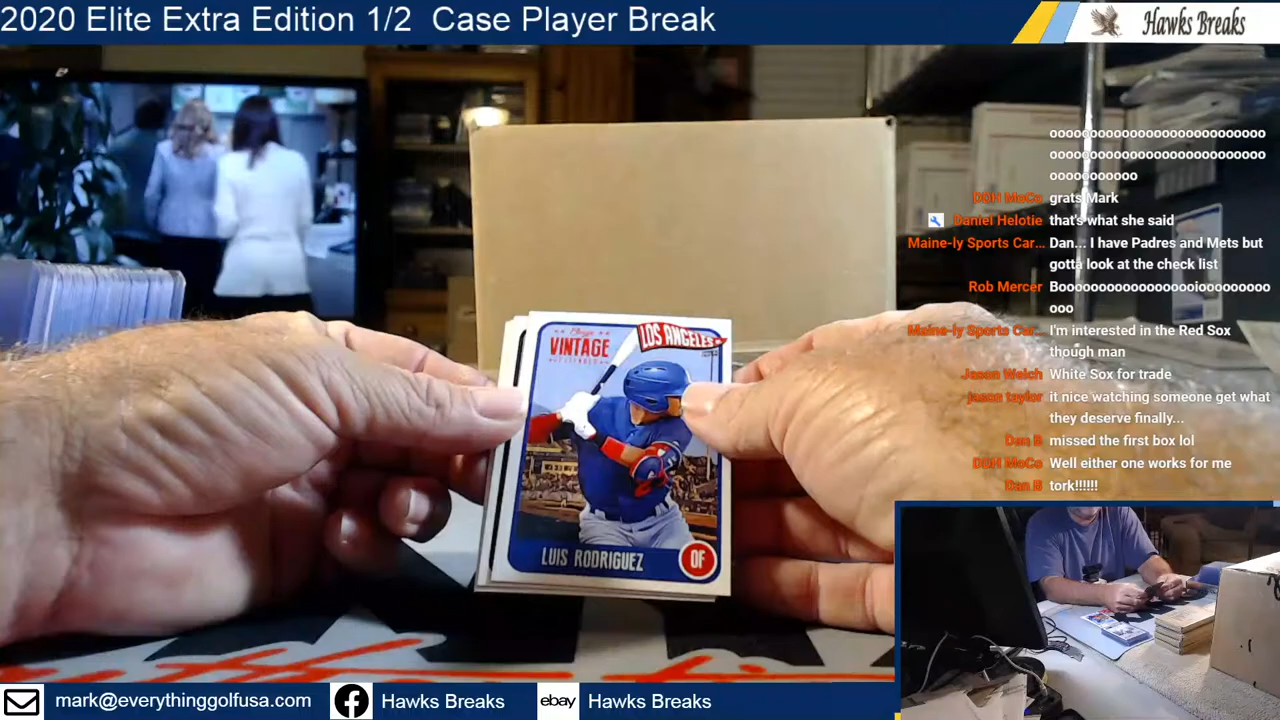 2020 Elite Extra Edition 1/2 Case Player Break
Hawks Breaks
ooooooooooooooooooooooooooo
ooooooooooooooooooooooooooo
ooooooooooo
DDH MoCo grats Mark
Daniel Helotie that's what she said
Maine-ly Sports Car... Dan... I have Padres and Mets but
gotta look at the check list
Rob Mercer Boooooooooooooooooioooooooooo
ooo
Maine-ly Sports Car... I'm interested in the Red Sox
though man
Jason Welch White Sox for trade
jason taylor it nice watching someone get what
they deserve finally...
Dan B missed the first box lol
DDH MoCo Well either one works for me
Dan B tork!!!!!!
VINTAGE
LOS ANGELES
LUIS RODRIGUEZ
OF
mark@everythinggolfusa.com
Hawks Breaks
ebay
Hawks Breaks